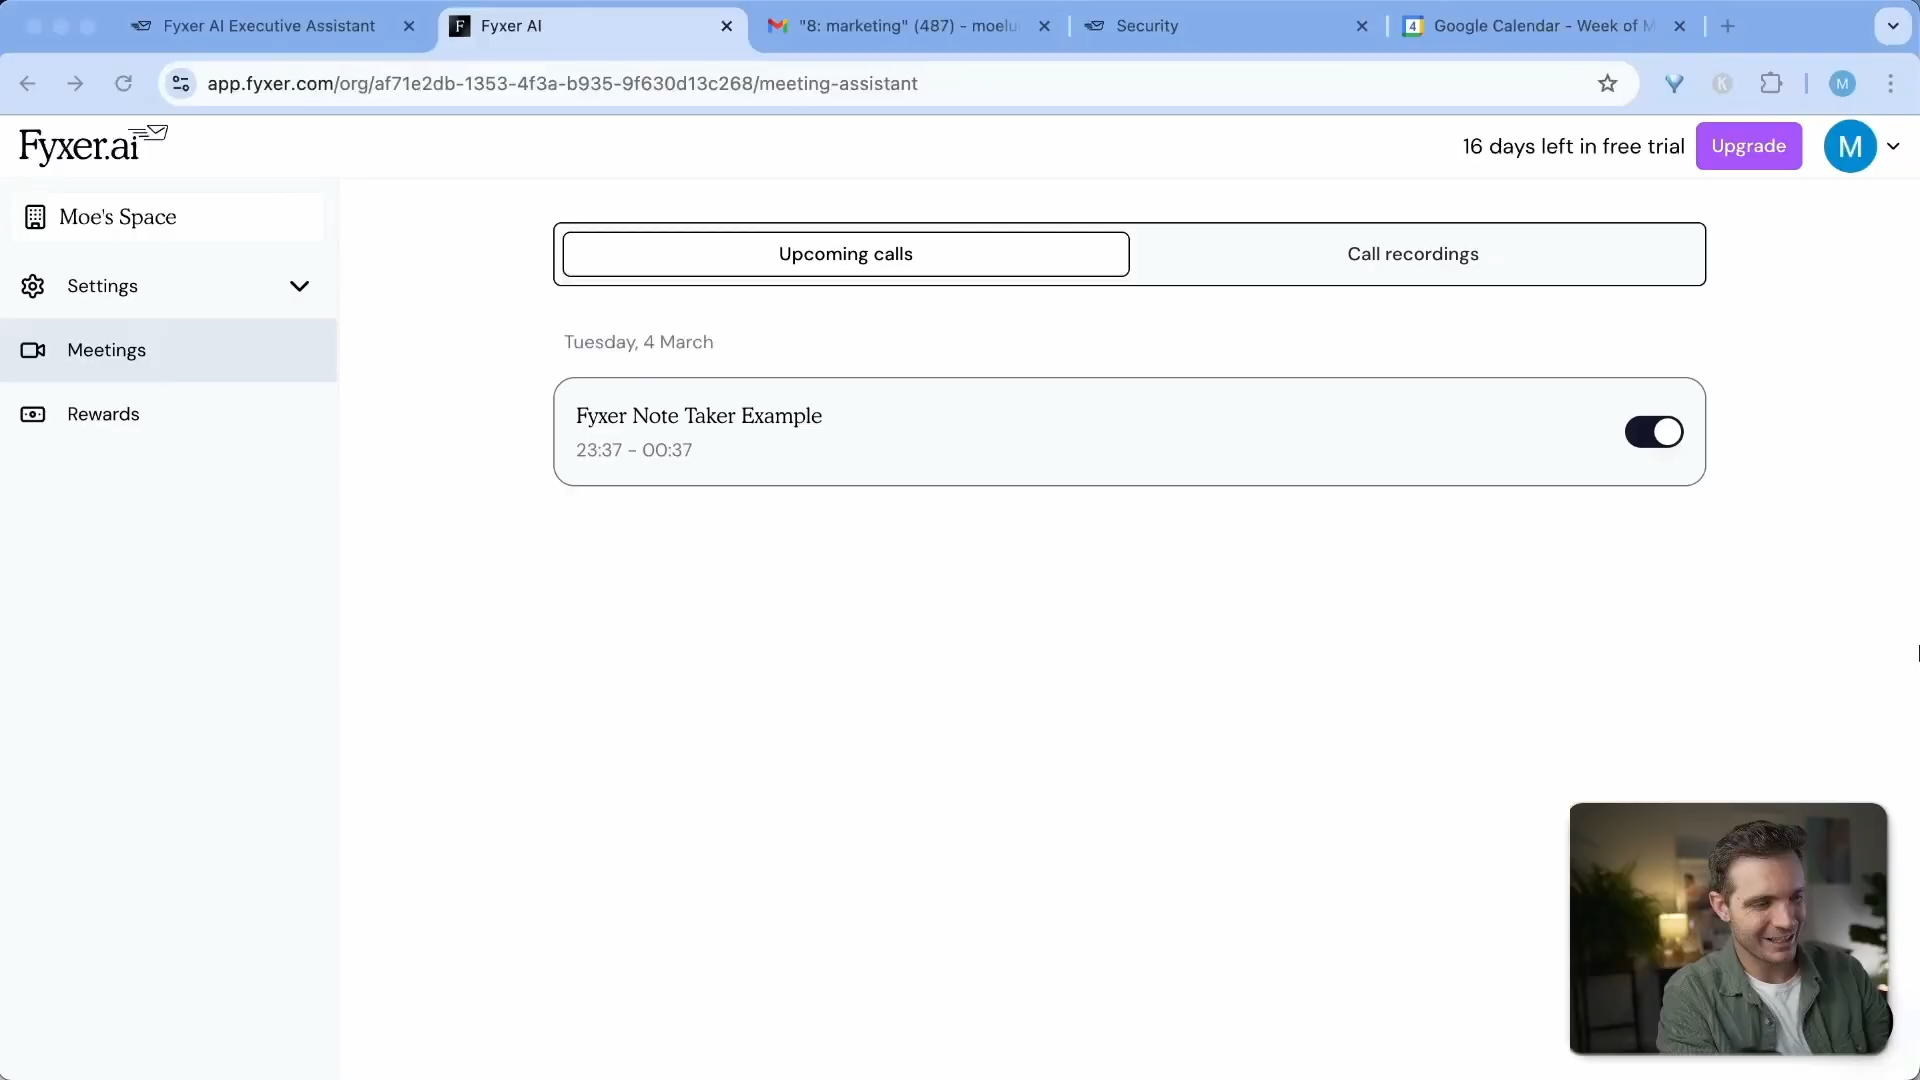 Fyxer AI Executive Assistant
Fyxer AI
"8: marketing" (487) - moelu
Security
4
Google Calendar - Week of M
app.fyxer.com/org/af71e2db-1353-4f3a-b935-9f630d13c268/meeting-assistant
K
M
Fyxer.ai
16 days left in free trial
Upgrade
M
Moe's Space
Settings
Meetings
Rewards
Upcoming calls
Call recordings
Tuesday, 4 March
Fyxer Note Taker Example
23:37 - 00:37